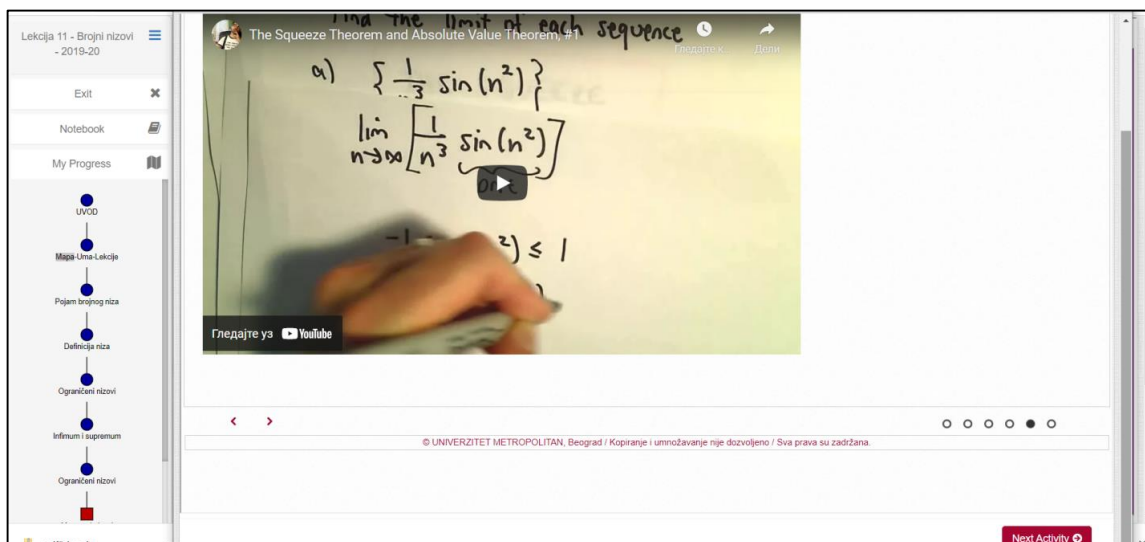 Lekcija 11 - Brojni nizovi
- 2019-20
Exit
Notebook
My Progress
UVOD
Mapa-Uma-Lekcije
Pojam brojnog niza
Definicija niza
Ograničeni nizovi
Infimum i supremum
Ograničeni nizovi
find the limit of each sequence
The Squeeze Theorem and Absolute Value Theorem, #1
Гледајте к
Дели
a) { 1/n³ sin(n²) }
lim n→∞ [ 1/n³ sin(n²) ]
-1 ²) ≤ 1
Гледајте уз YouTube
© UNIVERZITET METROPOLITAN, Beograd / Kopiranje i umnožavanje nije dozvoljeno / Sva prava su zadržana.
Next Activity